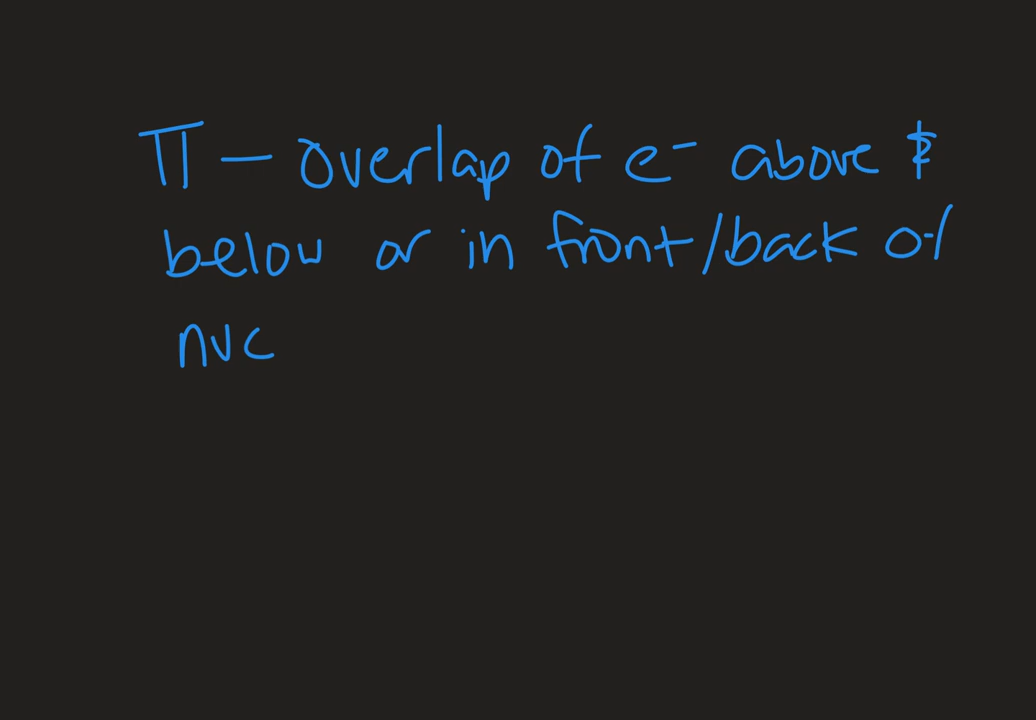 π — overlap of e⁻ above &
below or in front/back of
nuc